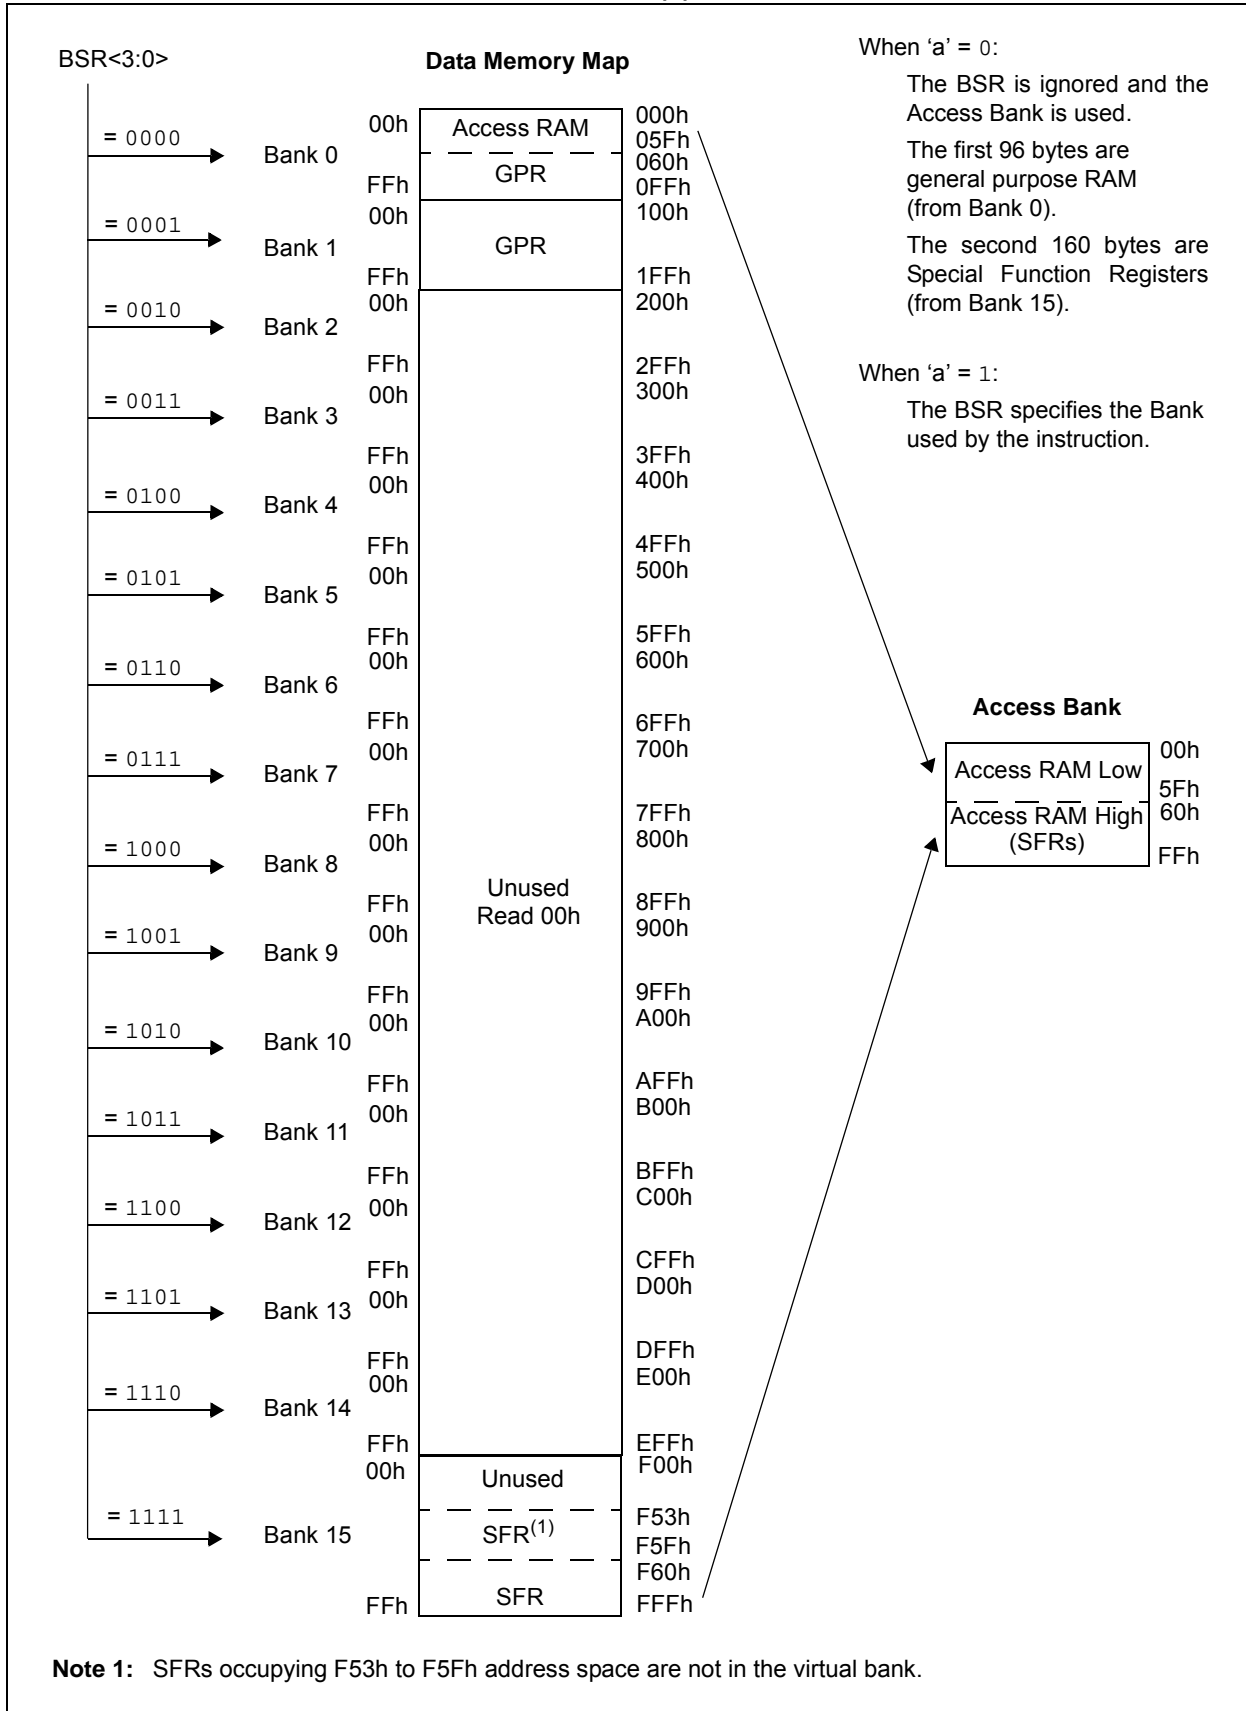 BSR<3:0>
Data Memory Map
When ‘a’ = 0:
The BSR is ignored and the
Access Bank is used.
The first 96 bytes are
general purpose RAM
(from Bank 0).
The second 160 bytes are
Special Function Registers
(from Bank 15).
When ‘a’ = 1:
The BSR specifies the Bank
used by the instruction.
= 0000
Bank 0
00h
FFh
Access RAM
GPR
000h
05Fh
060h
0FFh
= 0001
Bank 1
00h
FFh
GPR
100h
1FFh
= 0010
Bank 2
00h
FFh
200h
2FFh
= 0011
Bank 3
00h
FFh
300h
3FFh
= 0100
Bank 4
00h
FFh
400h
4FFh
= 0101
Bank 5
00h
FFh
500h
5FFh
= 0110
Bank 6
00h
FFh
600h
6FFh
= 0111
Bank 7
00h
FFh
700h
7FFh
= 1000
Bank 8
00h
FFh
800h
8FFh
Unused
Read 00h
= 1001
Bank 9
00h
FFh
900h
9FFh
= 1010
Bank 10
00h
FFh
A00h
AFFh
= 1011
Bank 11
00h
FFh
B00h
BFFh
= 1100
Bank 12
00h
FFh
C00h
CFFh
= 1101
Bank 13
00h
FFh
D00h
DFFh
= 1110
Bank 14
00h
FFh
E00h
EFFh
= 1111
Bank 15
00h
FFh
Unused
SFR(1)
SFR
F00h
F53h
F5Fh
F60h
FFFh
Access Bank
Access RAM Low
Access RAM High
(SFRs)
00h
5Fh
60h
FFh
Note 1: SFRs occupying F53h to F5Fh address space are not in the virtual bank.